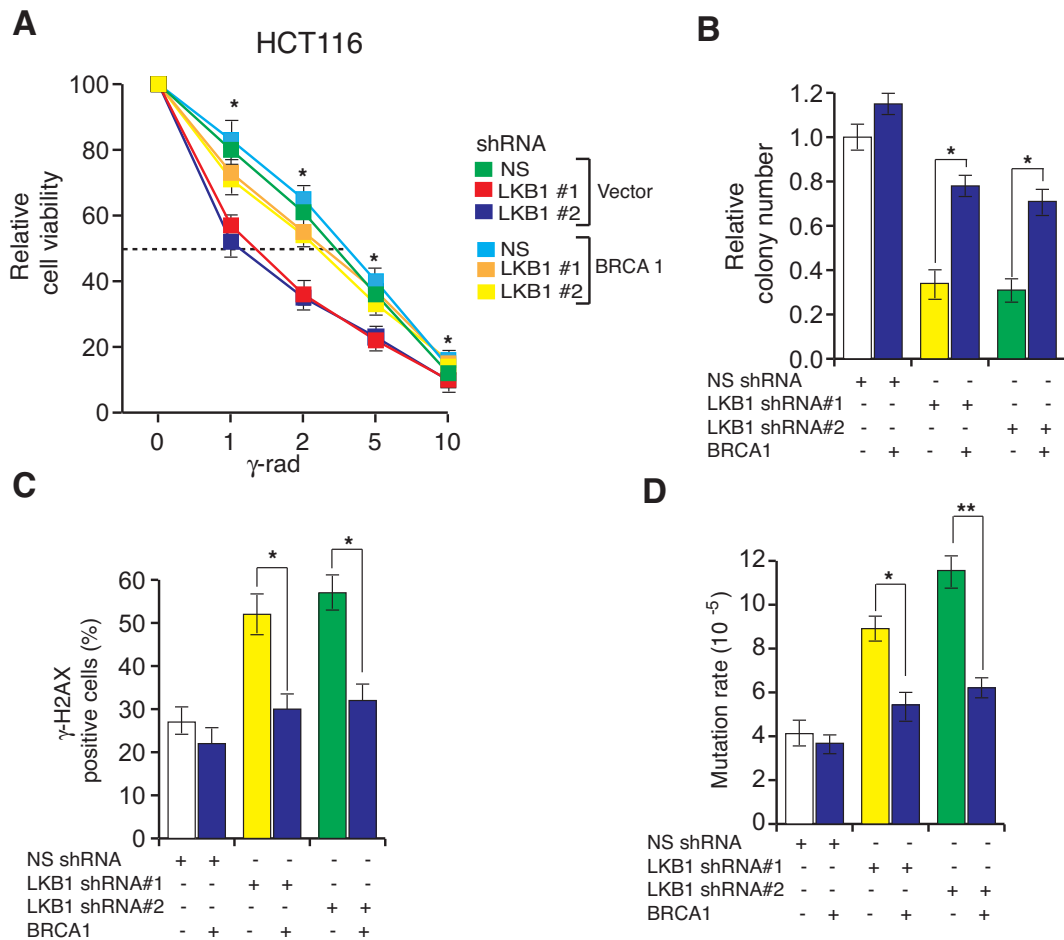 A
HCT116
Relative
cell viability
100
80
60
40
20
0
*
*
*
*
0 1 2 5 10
γ-rad
shRNA
NS
LKB1 #1
LKB1 #2
Vector
NS
LKB1 #1
LKB1 #2
BRCA1
B
Relative
colony number
1.2
1.0
0.8
0.6
0.4
0.2
0.0
* *
NS shRNA + + - - - -
LKB1 shRNA#1 - - + + - -
LKB1 shRNA#2 - - - - + +
BRCA1 - + - + - +
C
γ-H2AX
positive cells (%)
60
50
40
30
20
10
0
* *
NS shRNA + + - - - -
LKB1 shRNA#1 - - + + - -
LKB1 shRNA#2 - - - - + +
BRCA1 - + - + - +
D
Mutation rate (10 -5)
12
10
8
6
4
2
0
* **
NS shRNA + + - - - -
LKB1 shRNA#1 - - + + - -
LKB1 shRNA#2 - - - - + +
BRCA1 - + - + - +